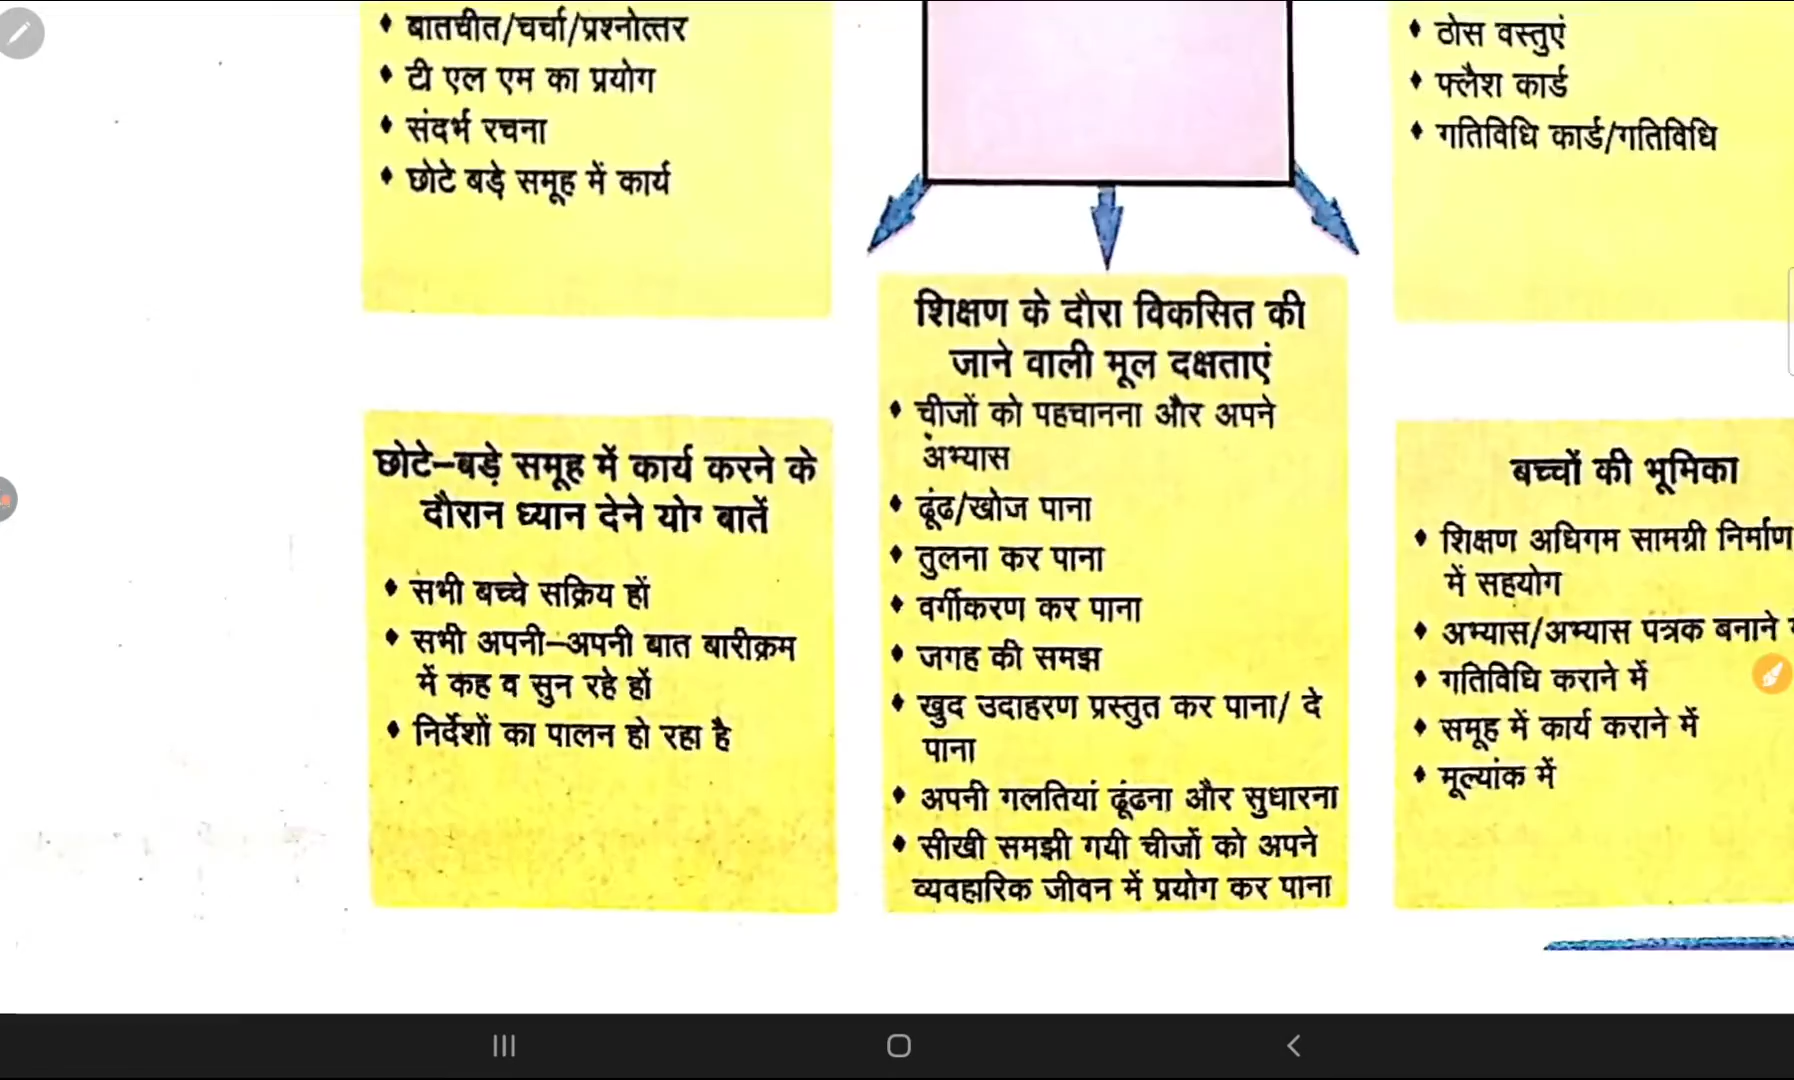 बातचीत/चर्चा/प्रश्नोत्तर
टी एल एम का प्रयोग
संदर्भ रचना
छोटे बड़े समूह में कार्य
ठोस वस्तुएं
फ्लैश कार्ड
गतिविधि कार्ड/गतिविधि
छोटे–बड़े समूह में कार्य करने के
दौरान ध्यान देने योग बातें
सभी बच्चे सक्रिय हों
सभी अपनी–अपनी बात बारीक्रम
में कह व सुन रहे हों
निर्देशों का पालन हो रहा है
शिक्षण के दौरा विकसित की
जाने वाली मूल दक्षताएं
चीजों को पहचानना और अपने
अभ्यास
ढूंढ/खोज पाना
तुलना कर पाना
वर्गीकरण कर पाना
जगह की समझ
खुद उदाहरण प्रस्तुत कर पाना/ दे
पाना
अपनी गलतियां ढूंढना और सुधारना
सीखी समझी गयी चीजों को अपने
व्यवहारिक जीवन में प्रयोग कर पाना
बच्चों की भूमिका
शिक्षण अधिगम सामग्री निर्माण
में सहयोग
अभ्यास/अभ्यास पत्रक बनाने
गतिविधि कराने में
समूह में कार्य कराने में
मूल्यांक में